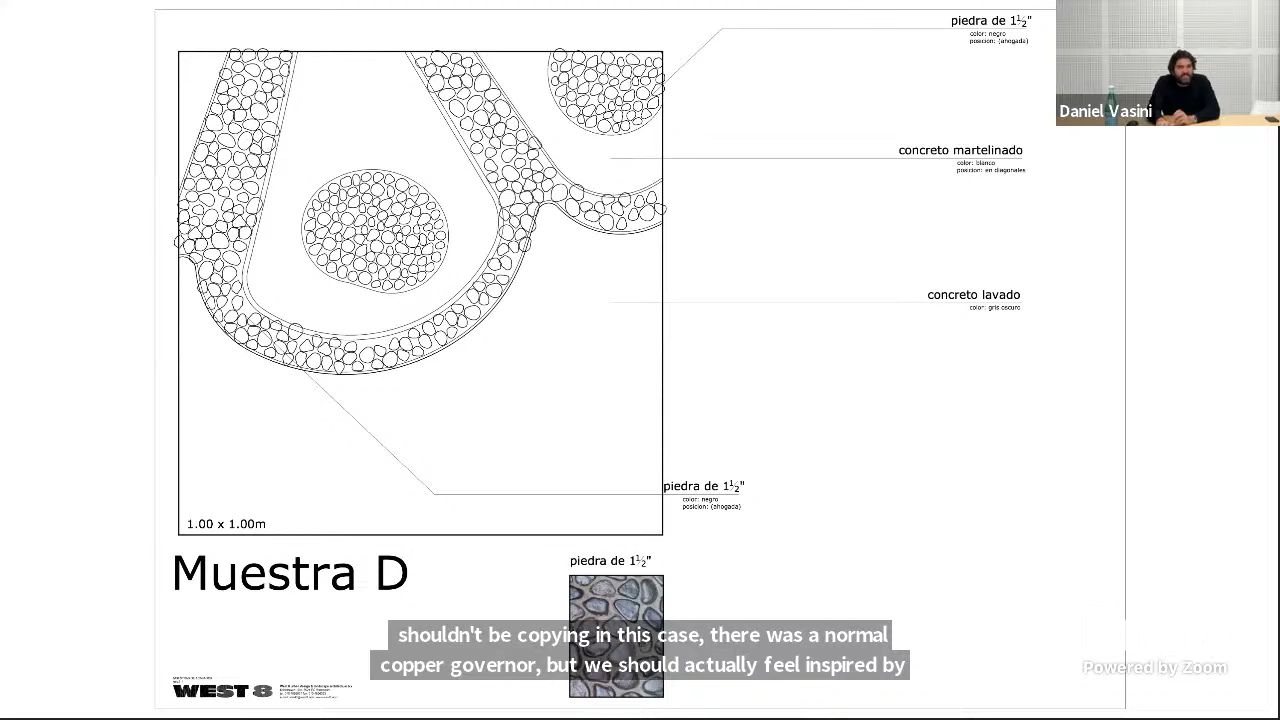 piedra de 1½"
color: negro
posicion: (ahogada)
Daniel Vasini
concreto martelinado
color: blanco
posicion: en diagonales
concreto lavado
color: gris oscuro
piedra de 1½"
color: negro
posicion: (ahogada)
1.00 x 1.00m
Muestra D
piedra de 1½"
shouldn't be copying in this case, there was a normal
copper governor, but we should actually feel inspired by
WEST 8
Powered by Zoom